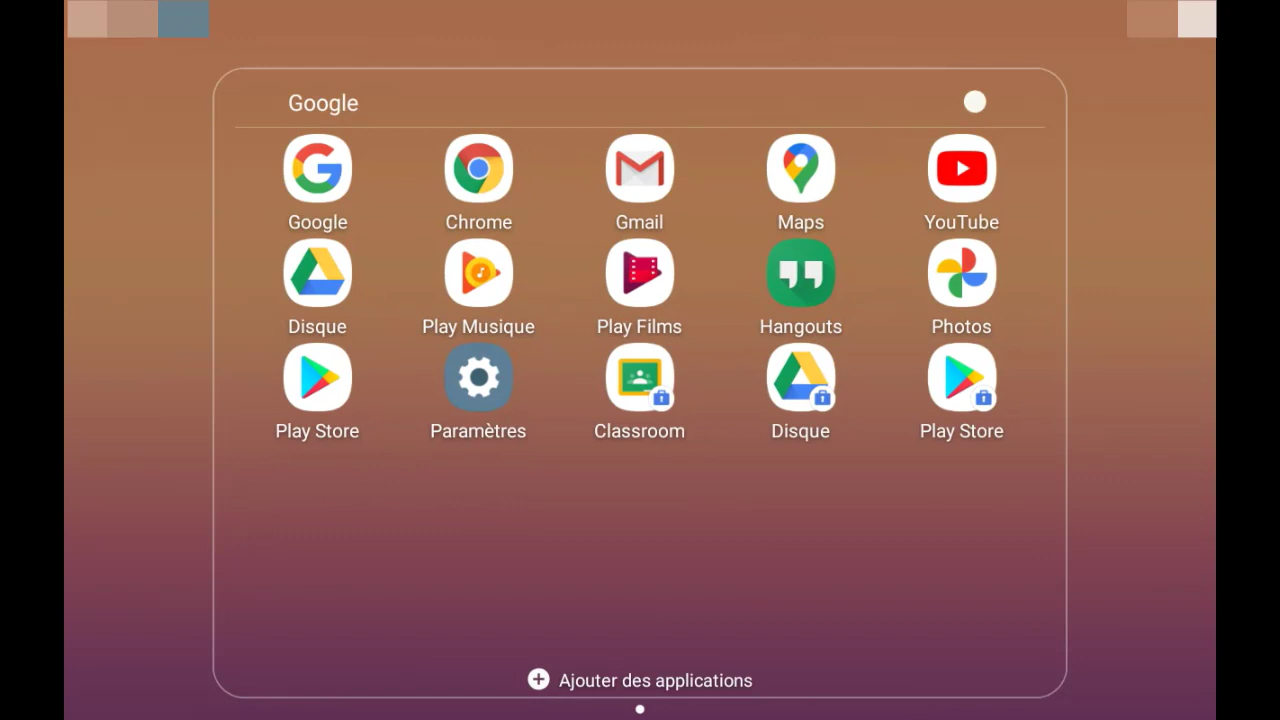 Google
Google Chrome Gmail Maps YouTube
Disque Play Musique Play Films Hangouts Photos
Play Store Paramètres Classroom Disque Play Store
Ajouter des applications